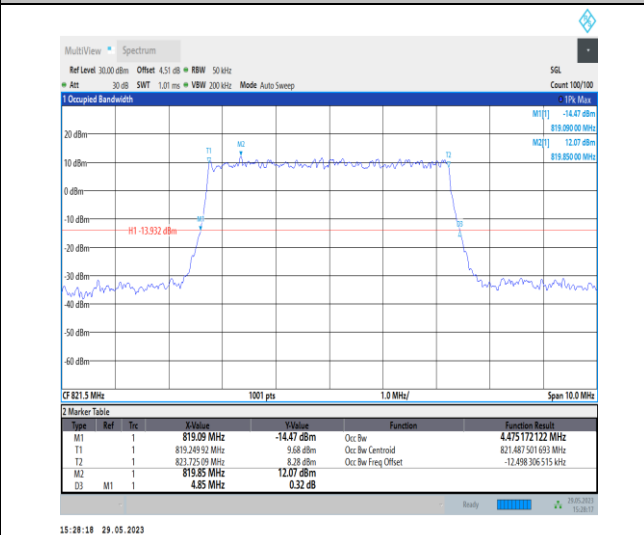 MultiView Spectrum
Ref Level 30.00 dBm Offset 4.51 dB RBW 50 kHz SGL
Att 30 dB SWT 1.01 ms VBW 200 kHz Mode Auto Sweep Count 100/100
1 Occupied Bandwidth 1Pk Max
M1[1] -14.47 dBm
819.090 00 MHz
M2[1] 12.07 dBm
819.850 00 MHz
20 dBm
T1 M2 T2
10 dBm
0 dBm
-10 dBm
M1
H1 -13.932 dBm
-20 dBm
-30 dBm
-40 dBm
-50 dBm
-60 dBm
CF 821.5 MHz 1001 pts 1.0 MHz/ Span 10.0 MHz
2 Marker Table
Type Ref Trc X-Value Y-Value Function Function Result
M1 1 819.09 MHz -14.47 dBm Occ Bw 4.475 172 122 MHz
T1 1 819.249 92 MHz 9.68 dBm Occ Bw Centroid 821.487 501 693 MHz
T2 1 823.725 09 MHz 8.28 dBm Occ Bw Freq Offset -12.498 306 515 kHz
M2 1 819.85 MHz 12.07 dBm
D3 M1 1 4.85 MHz 0.32 dB
Ready 29.05.2023
15:28:17
15:28:18 29.05.2023